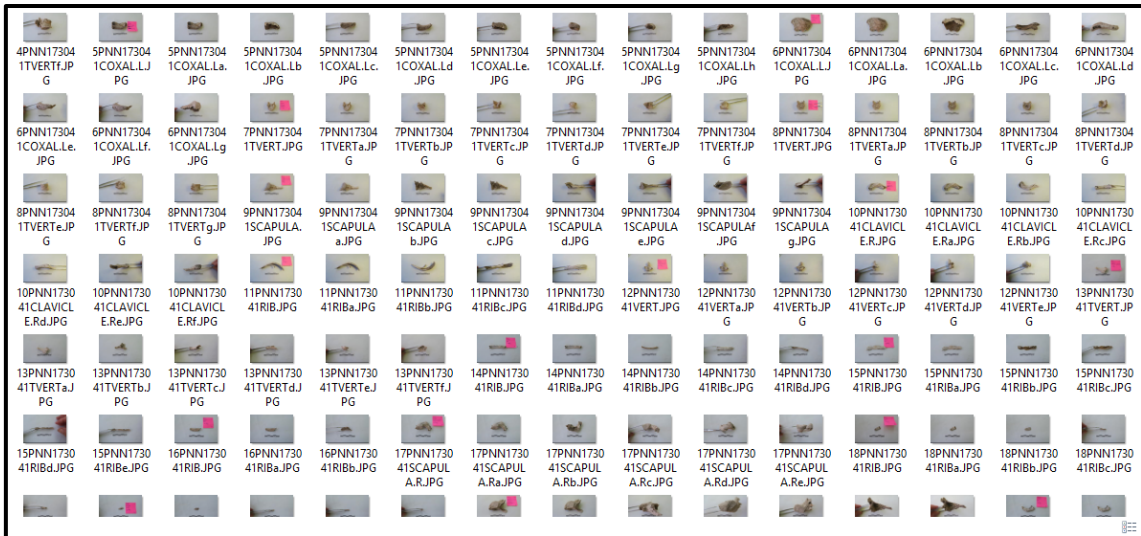 4PNN17304
1TVERTf.JP
G
5PNN17304
1COXAL.L.J
PG
5PNN17304
1COXAL.La.
JPG
5PNN17304
1COXAL.Lb
.JPG
5PNN17304
1COXAL.Lc.
JPG
5PNN17304
1COXAL.Ld
.JPG
5PNN17304
1COXAL.Le.
JPG
5PNN17304
1COXAL.Lf.
JPG
5PNN17304
1COXAL.Lg
.JPG
5PNN17304
1COXAL.Lh
.JPG
6PNN17304
1COXAL.L.J
PG
6PNN17304
1COXAL.La.
JPG
6PNN17304
1COXAL.Lb
.JPG
6PNN17304
1COXAL.Lc.
JPG
6PNN17304
1COXAL.Ld
.JPG
6PNN17304
1COXAL.Le.
JPG
6PNN17304
1COXAL.Lf.
JPG
6PNN17304
1COXAL.Lg
.JPG
7PNN17304
1TVERT.JPG
7PNN17304
1TVERTa.JP
G
7PNN17304
1TVERTb.JP
G
7PNN17304
1TVERTc.JP
G
7PNN17304
1TVERTd.JP
G
7PNN17304
1TVERTe.JP
G
7PNN17304
1TVERTf.JP
G
8PNN17304
1TVERT.JPG
8PNN17304
1TVERTa.JP
G
8PNN17304
1TVERTb.JP
G
8PNN17304
1TVERTc.JP
G
8PNN17304
1TVERTd.JP
G
8PNN17304
1TVERTe.JP
G
8PNN17304
1TVERTf.JP
G
8PNN17304
1TVERTg.JP
G
9PNN17304
1SCAPULA.
JPG
9PNN17304
1SCAPULA
a.JPG
9PNN17304
1SCAPULA
b.JPG
9PNN17304
1SCAPULA
c.JPG
9PNN17304
1SCAPULA
d.JPG
9PNN17304
1SCAPULA
e.JPG
9PNN17304
1SCAPULAf
.JPG
9PNN17304
1SCAPULA
g.JPG
10PNN1730
41CLAVICL
E.R.JPG
10PNN1730
41CLAVICL
E.Ra.JPG
10PNN1730
41CLAVICL
E.Rb.JPG
10PNN1730
41CLAVICL
E.Rc.JPG
10PNN1730
41CLAVICL
E.Rd.JPG
10PNN1730
41CLAVICL
E.Re.JPG
10PNN1730
41CLAVICL
E.Rf.JPG
11PNN1730
41RIB.JPG
11PNN1730
41RIBa.JPG
11PNN1730
41RIBb.JPG
11PNN1730
41RIBc.JPG
11PNN1730
41RIBd.JPG
12PNN1730
41VERT.JPG
12PNN1730
41VERTa.JP
G
12PNN1730
41VERTb.JP
G
12PNN1730
41VERTc.JP
G
12PNN1730
41VERTd.JP
G
12PNN1730
41VERTe.JP
G
13PNN1730
41TVERT.JP
G
13PNN1730
41TVERTa.J
PG
13PNN1730
41TVERTb.J
PG
13PNN1730
41TVERTc.J
PG
13PNN1730
41TVERTd.J
PG
13PNN1730
41TVERTe.J
PG
13PNN1730
41TVERTf.J
PG
14PNN1730
41RIB.JPG
14PNN1730
41RIBa.JPG
14PNN1730
41RIBb.JPG
14PNN1730
41RIBc.JPG
14PNN1730
41RIBd.JPG
15PNN1730
41RIB.JPG
15PNN1730
41RIBa.JPG
15PNN1730
41RIBb.JPG
15PNN1730
41RIBc.JPG
15PNN1730
41RIBd.JPG
15PNN1730
41RIBe.JPG
16PNN1730
41RIB.JPG
16PNN1730
41RIBa.JPG
16PNN1730
41RIBb.JPG
17PNN1730
41SCAPUL
A.R.JPG
17PNN1730
41SCAPUL
A.Ra.JPG
17PNN1730
41SCAPUL
A.Rb.JPG
17PNN1730
41SCAPUL
A.Rc.JPG
17PNN1730
41SCAPUL
A.Rd.JPG
17PNN1730
41SCAPUL
A.Re.JPG
18PNN1730
41RIB.JPG
18PNN1730
41RIBa.JPG
18PNN1730
41RIBb.JPG
18PNN1730
41RIBc.JPG